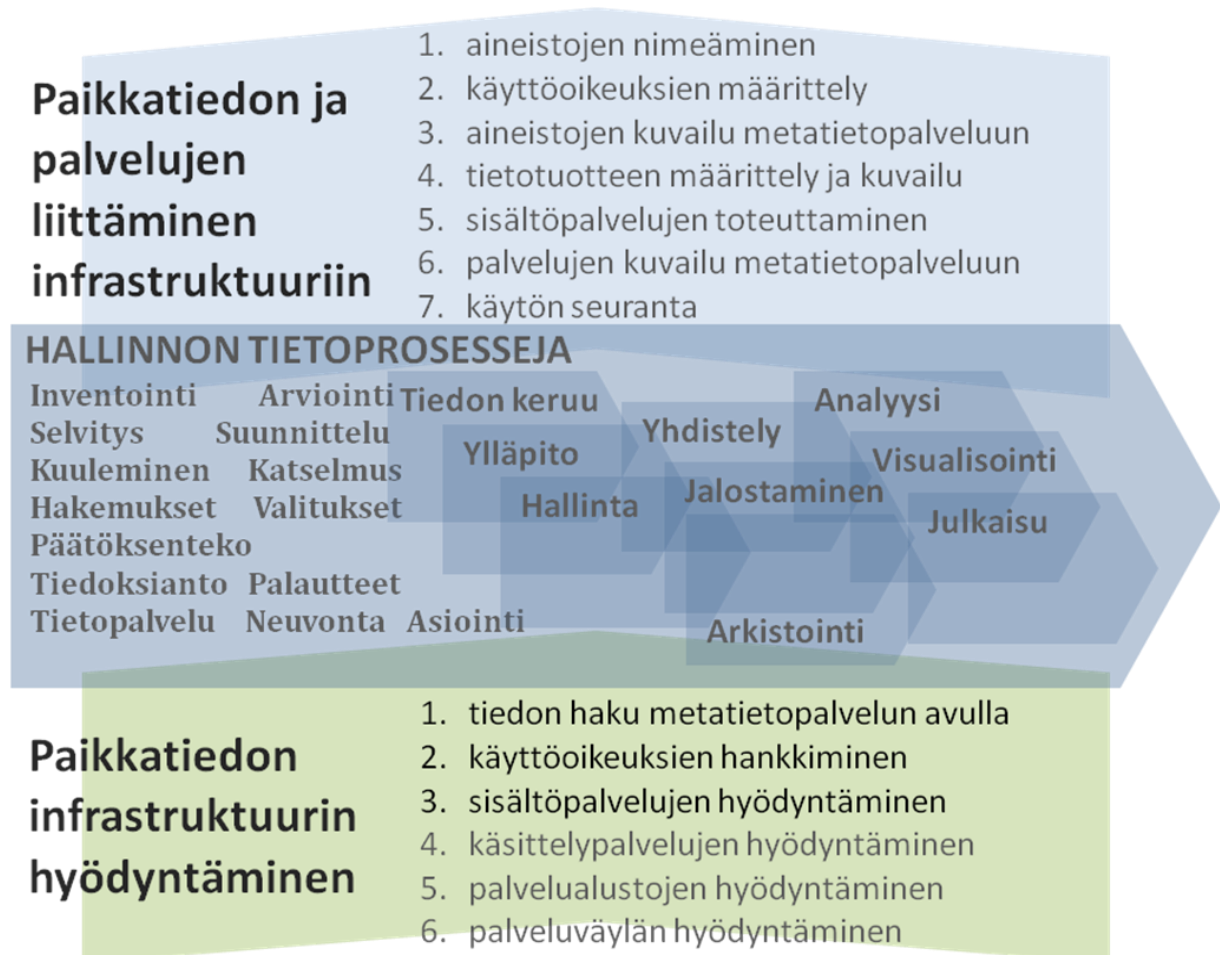 Paikkatiedon ja
palvelujen
liittäminen
infrastruktuuriin
1. aineistojen nimeäminen
2. käyttöoikeuksien määrittely
3. aineistojen kuvailu metatietopalveluun
4. tietotuotteen määrittely ja kuvailu
5. sisältöpalvelujen toteuttaminen
6. palvelujen kuvailu metatietopalveluun
7. käytön seuranta
HALLINNON TIETOPROSESSEJA
Inventointi Arviointi
Selvitys Suunnittelu
Kuuleminen Katselmus
Hakemukset Valitukset
Päätöksenteko
Tiedoksianto Palautteet
Tietopalvelu Neuvonta Asiointi
Tiedon keruu
Ylläpito
Hallinta
Yhdistely
Jalostaminen
Arkistointi
Analyysi
Visualisointi
Julkaisu
Paikkatiedon
infrastruktuurin
hyödyntäminen
1. tiedon haku metatietopalvelun avulla
2. käyttöoikeuksien hankkiminen
3. sisältöpalvelujen hyödyntäminen
4. käsittelypalvelujen hyödyntäminen
5. palvelualustojen hyödyntäminen
6. palveluväylän hyödyntäminen